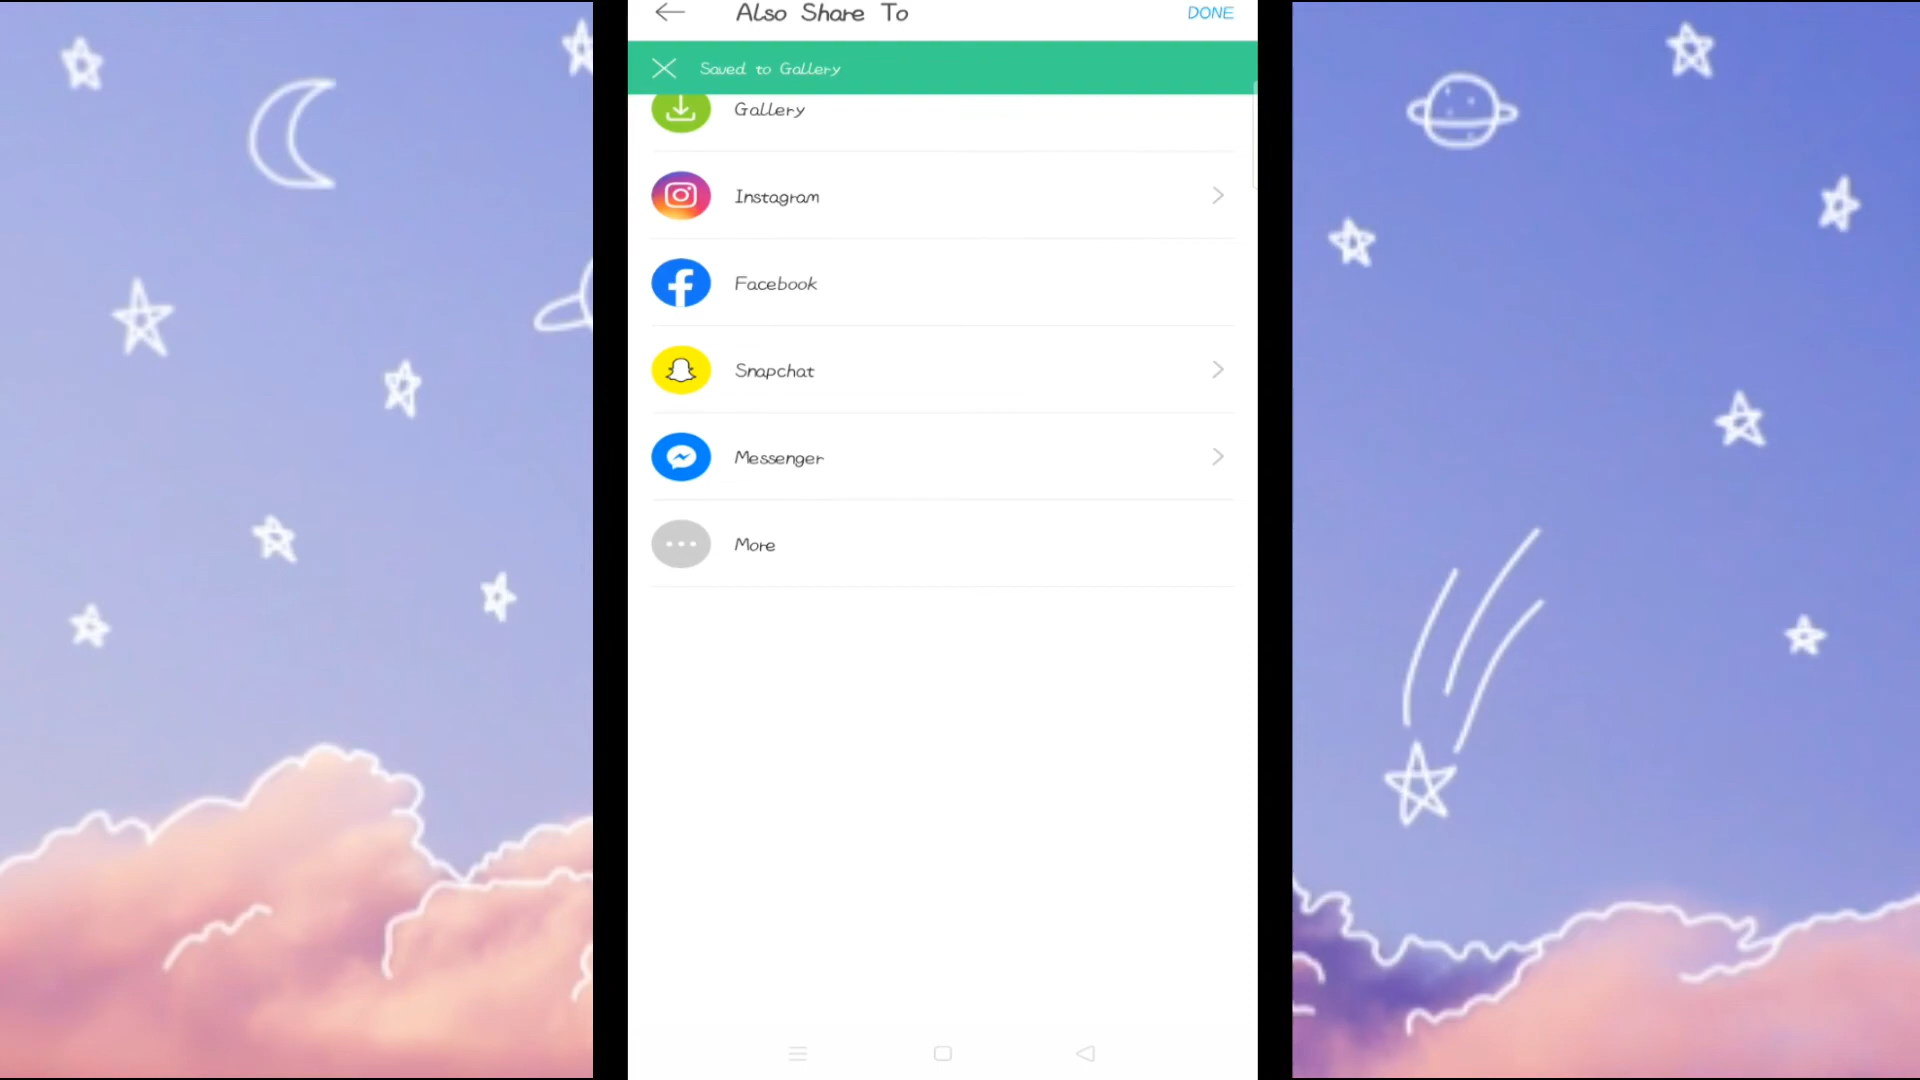 Also Share To
DONE
Saved to Gallery
Gallery
Instagram
Facebook
Snapchat
Messenger
More